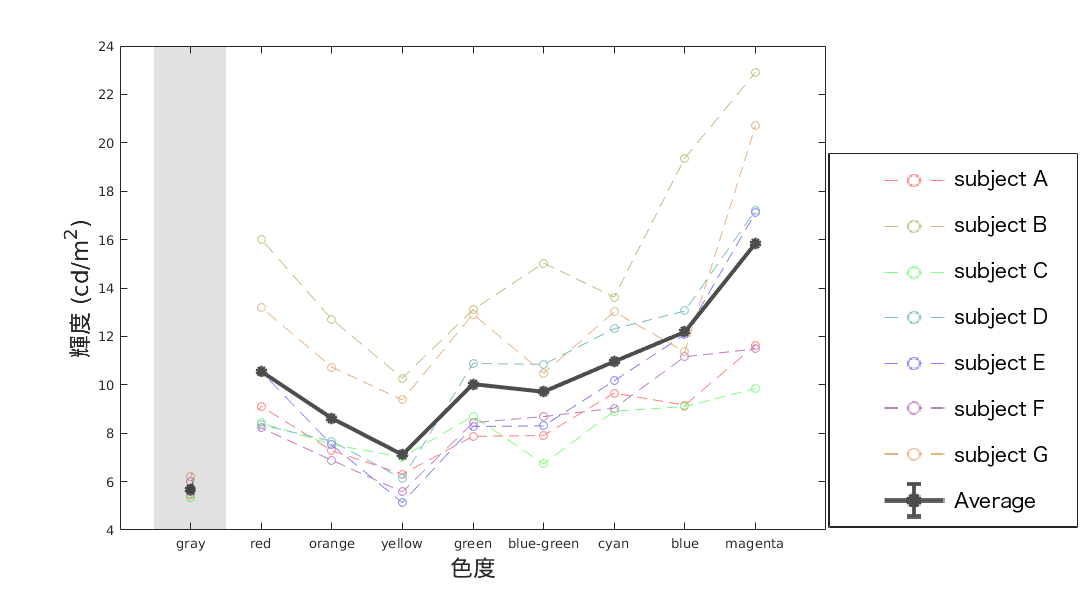 24
22
20
18
16
14
12
10
8
6
4
輝度 (cd/m²)
gray red orange yellow green blue-green cyan blue magenta
色度
subject A
subject B
subject C
subject D
subject E
subject F
subject G
Average